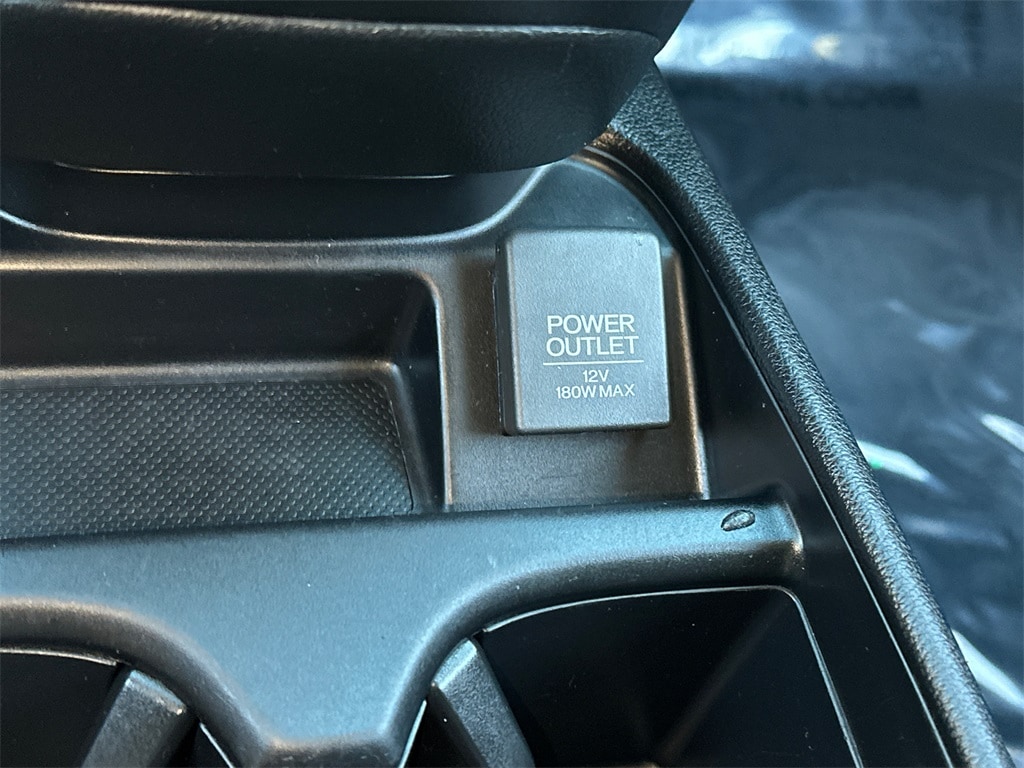 POWER
OUTLET
12V
180W MAX